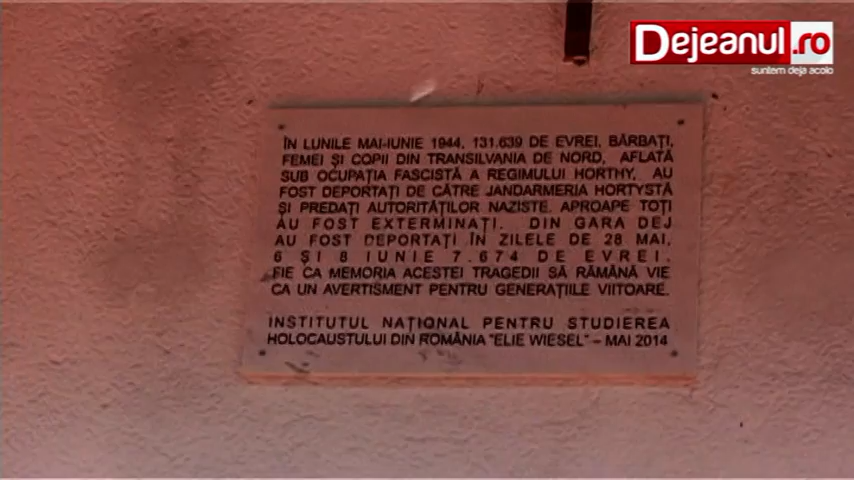 Dejeanul.ro
suntem deja acolo
ÎN LUNILE MAI-IUNIE 1944, 131.639 DE EVREI, BĂRBAȚI,
FEMEI ȘI COPII DIN TRANSILVANIA DE NORD, AFLATĂ
SUB OCUPAȚIA FASCISTĂ A REGIMULUI HORTHY, AU
FOST DEPORTAȚI DE CĂTRE JANDARMERIA HORTYSTĂ
ȘI PREDAȚI AUTORITĂȚILOR NAZISTE. APROAPE TOȚI
AU FOST EXTERMINAȚI. DIN GARA DEJ
AU FOST DEPORTAȚI ÎN ZILELE DE 28 MAI,
6 ȘI 8 IUNIE 7.674 DE EVREI.
FIE CA MEMORIA ACESTEI TRAGEDII SĂ RĂMÂNĂ VIE
CA UN AVERTISMENT PENTRU GENERAȚIILE VIITOARE.
INSTITUTUL NAȚIONAL PENTRU STUDIEREA
HOLOCAUSTULUI DIN ROMÂNIA "ELIE WIESEL" – MAI 2014